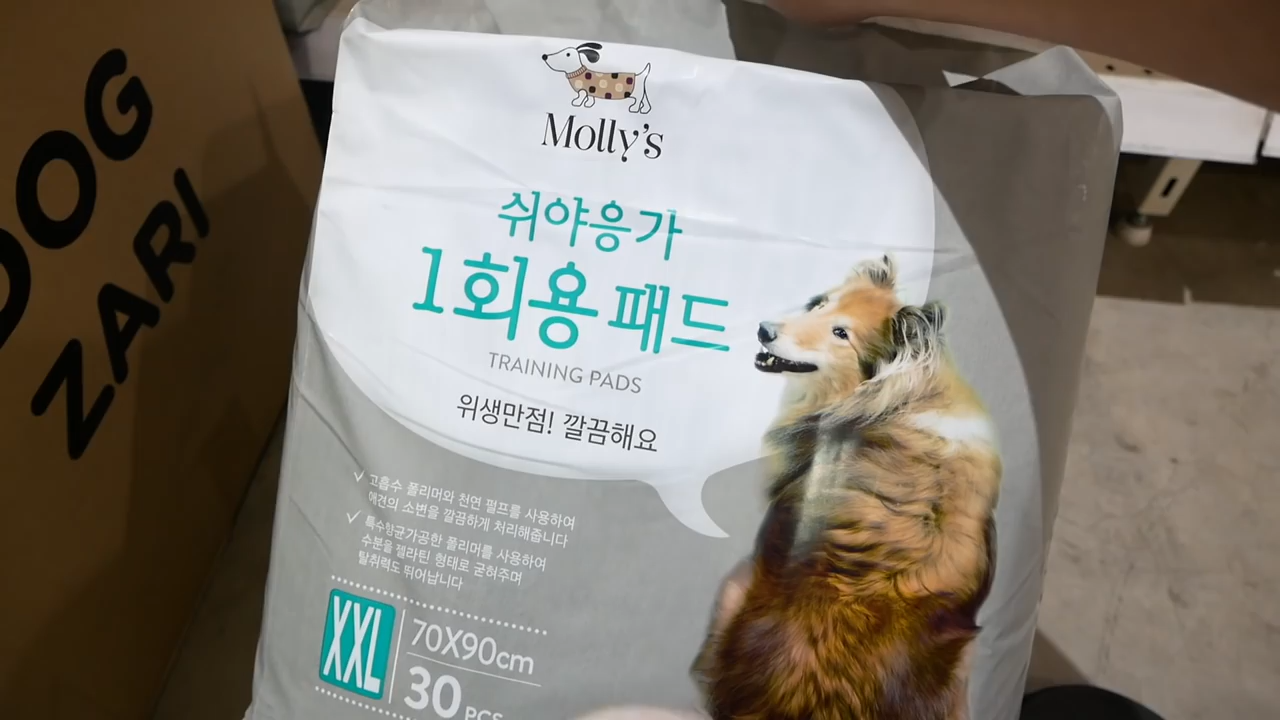 DOG
ZARI
Molly's
쉬야응가
1회용 패드
TRAINING PADS
위생만점! 깔끔해요
고흡수 폴리머와 천연 펄프를 사용하여
애견의 소변을 깔끔하게 처리해줍니다
특수항균가공한 폴리머를 사용하여
수분을 젤라틴 형태로 굳혀주며
탈취력도 뛰어납니다
XXL
70X90cm
30 PCS